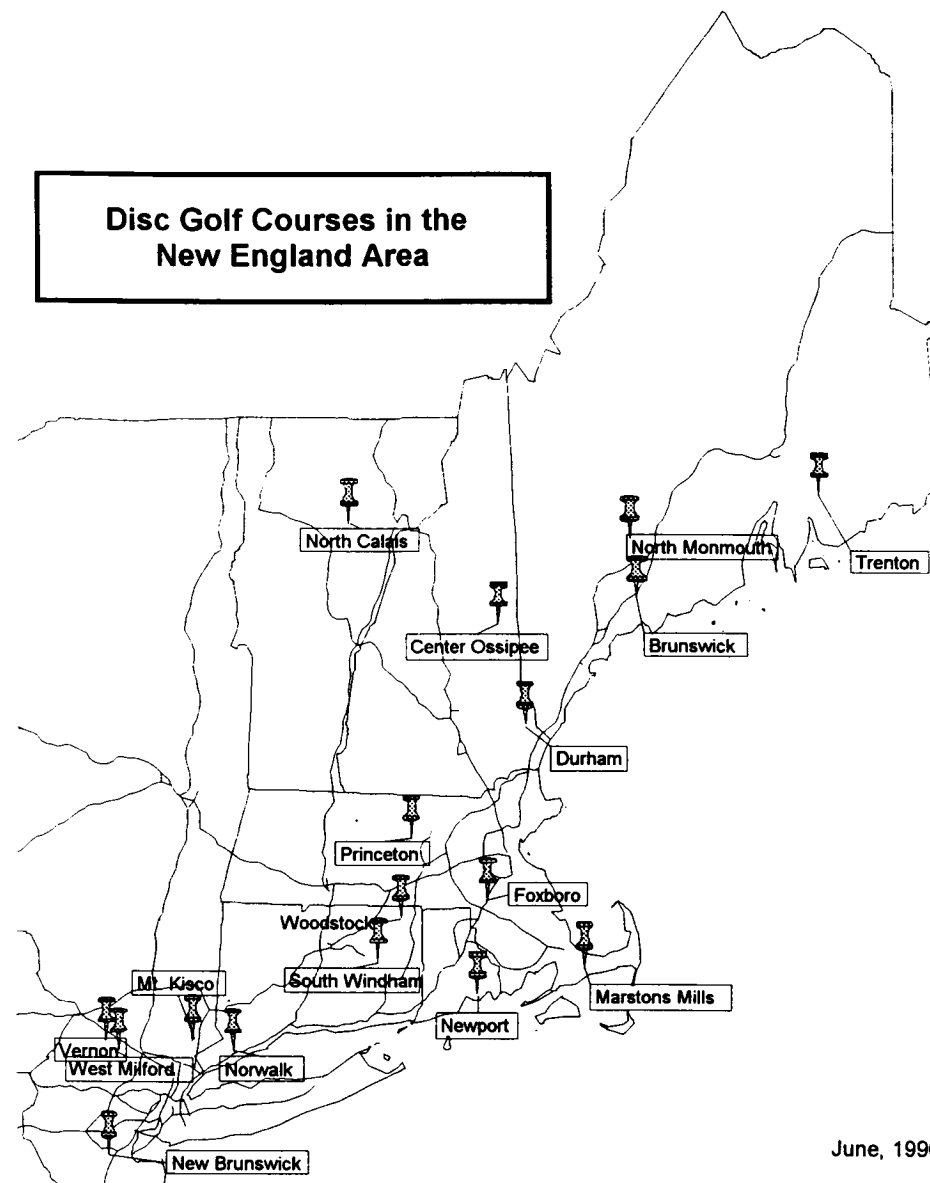 Disc Golf Courses in the
New England Area
North Calais
North Monmouth
Trenton
Center Ossipee
Brunswick
Durham
Princeton
Foxboro
Woodstock
South Windham
Mt. Kisco
Marstons Mills
Newport
Vernon
West Milford
Norwalk
June, 199
New Brunswick